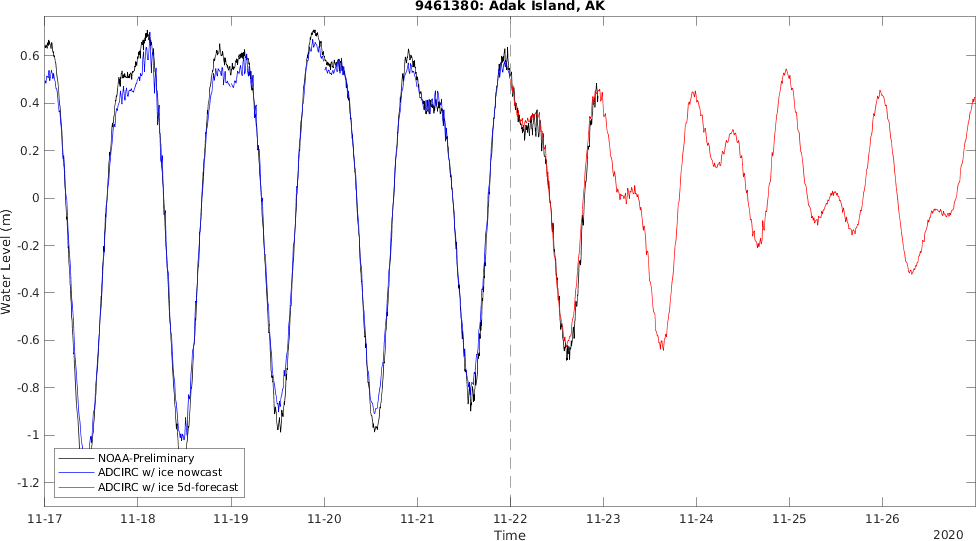 9461380: Adak Island, AK
0.6
0.4
0.2
0
-0.2
-0.4
-0.6
-0.8
-1
-1.2
Water Level (m)
NOAA-Preliminary
ADCIRC w/ ice nowcast
ADCIRC w/ ice 5d-forecast
11-17 11-18 11-19 11-20 11-21 11-22 11-23 11-24 11-25 11-26
Time
2020